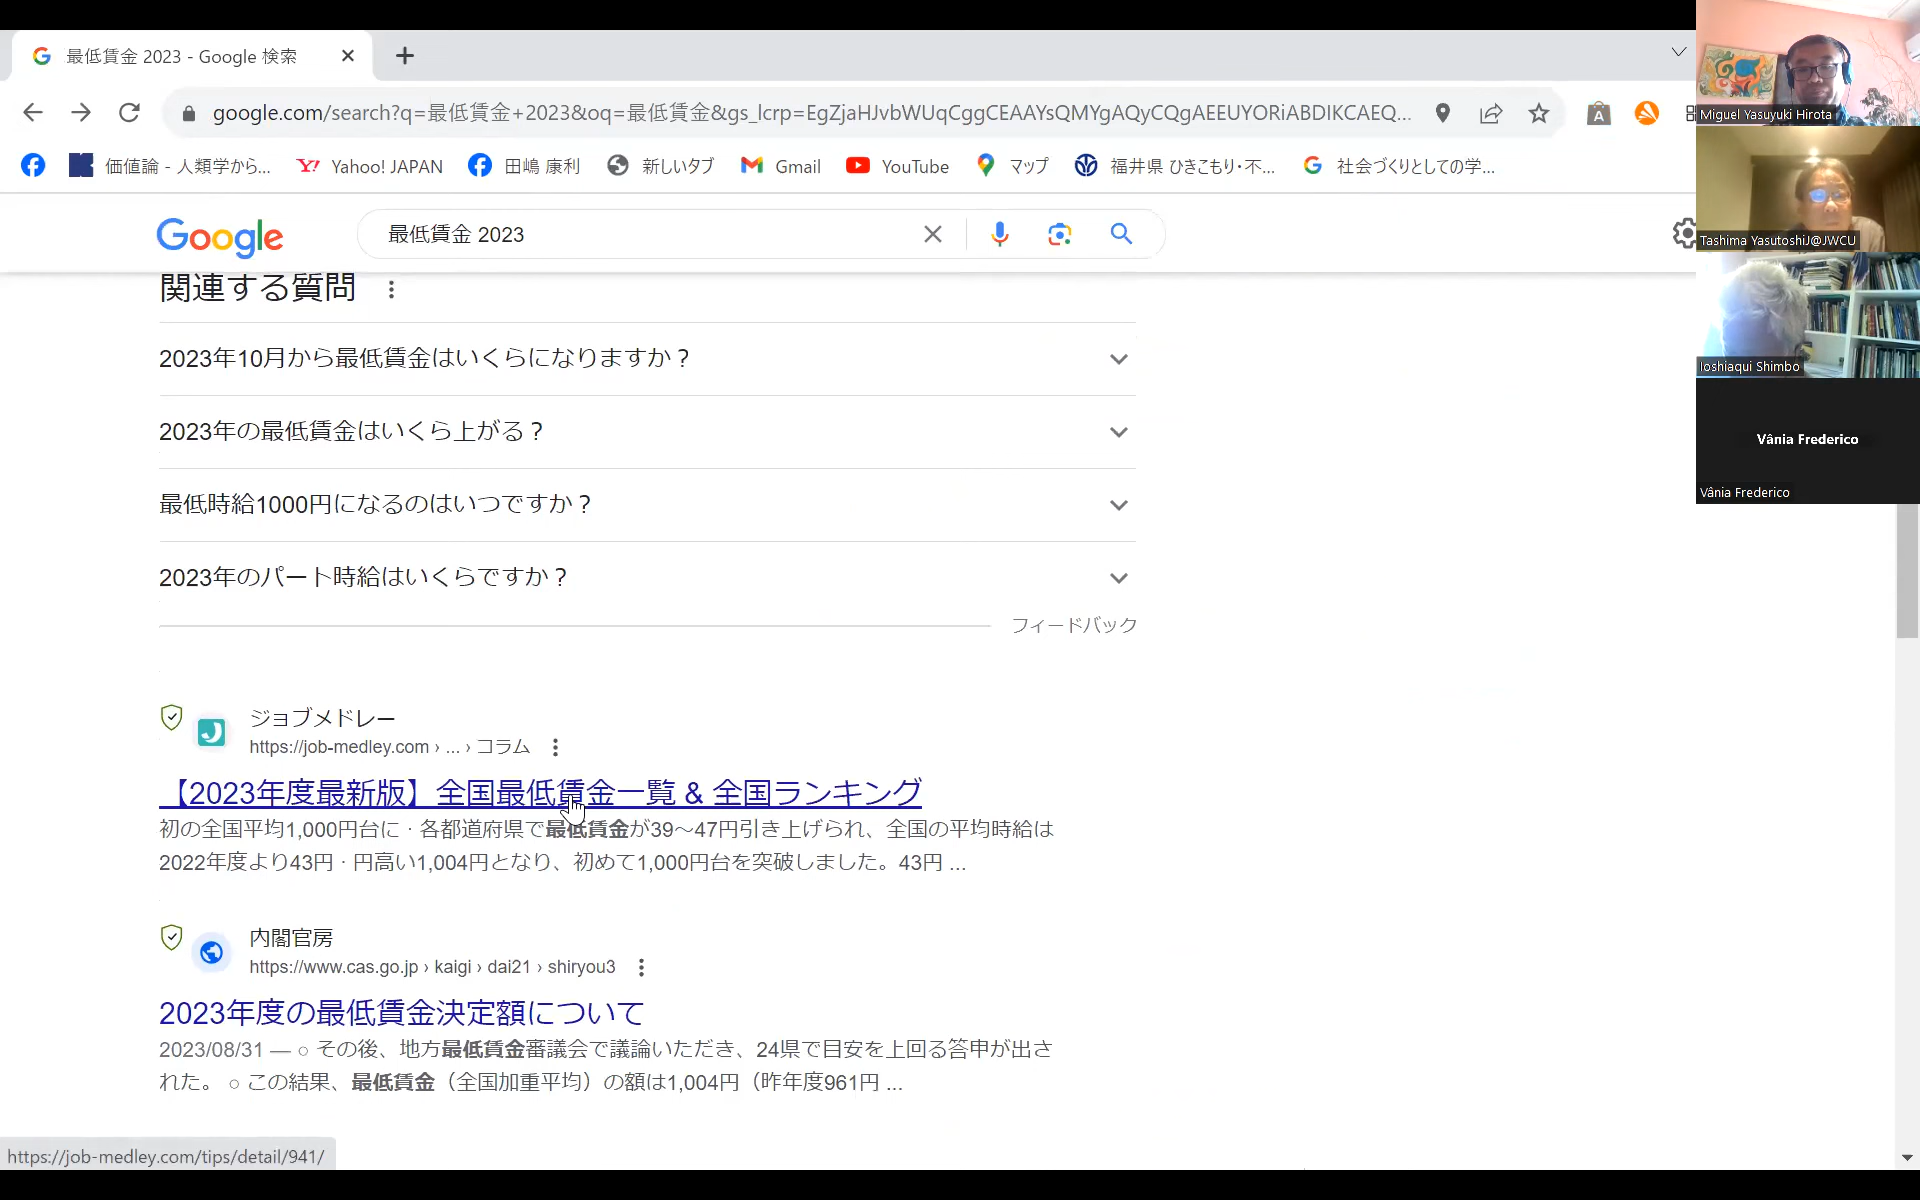 最低賃金 2023 - Google 検索
google.com/search?q=最低賃金+2023&oq=最低賃金&gs_lcrp=EgZjaHJvbWUqCggCEAAYsQMYgAQyCQgAEEUYORiABDIKCAEQ...
価値論 - 人類学から... Yahoo! JAPAN 田嶋 康利 新しいタブ Gmail YouTube マップ 福井県 ひきこもり・不... 社会づくりとしての学...
Google 最低賃金 2023
関連する質問
2023年10月から最低賃金はいくらになりますか？
2023年の最低賃金はいくら上がる？
最低時給1000円になるのはいつですか？
2023年のパート時給はいくらですか？
フィードバック
ジョブメドレー
https://job-medley.com › ... › コラム
【2023年度最新版】全国最低賃金一覧 & 全国ランキング
初の全国平均1,000円台に · 各都道府県で最低賃金が39～47円引き上げられ、全国の平均時給は
2022年度より43円 · 円高い1,004円となり、初めて1,000円台を突破しました。43円 ...
内閣官房
https://www.cas.go.jp › kaigi › dai21 › shiryou3
2023年度の最低賃金決定額について
2023/08/31 — ○ その後、地方最低賃金審議会で議論いただき、24県で目安を上回る答申が出さ
れた。 ○ この結果、最低賃金（全国加重平均）の額は1,004円（昨年度961円 ...
https://job-medley.com/tips/detail/941/
Miguel Yasuyuki Hirota
Tashima YasutoshiJ@JWCU
Ioshiaqui Shimbo
Vânia Frederico
Vânia Frederico